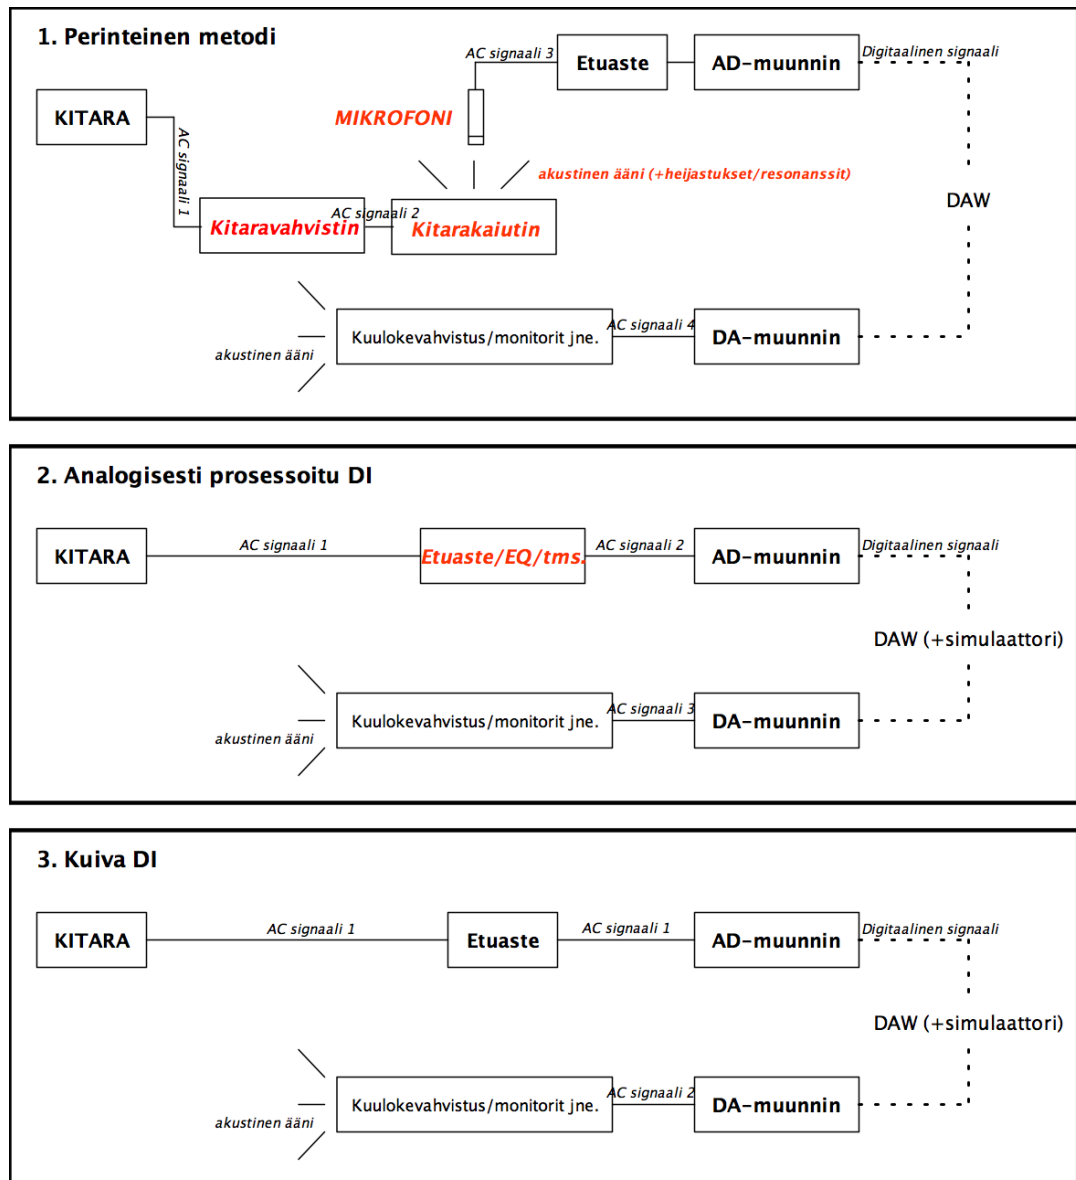 1. Perinteinen metodi
KITARA
AC signaali 1
Kitaravahvistin
AC signaali 2
Kitarakaiutin
akustinen ääni (+heijastukset/resonanssit)
MIKROFONI
AC signaali 3
Etuaste
AD-muunnin
Digitaalinen signaali
DAW
DA-muunnin
AC signaali 4
Kuulokevahvistus/monitorit jne.
akustinen ääni
2. Analogisesti prosessoitu DI
KITARA
AC signaali 1
Etuaste/EQ/tms.
AC signaali 2
AD-muunnin
Digitaalinen signaali
DAW (+simulaattori)
DA-muunnin
AC signaali 3
Kuulokevahvistus/monitorit jne.
akustinen ääni
3. Kuiva DI
KITARA
AC signaali 1
Etuaste
AC signaali 1
AD-muunnin
Digitaalinen signaali
DAW (+simulaattori)
DA-muunnin
AC signaali 2
Kuulokevahvistus/monitorit jne.
akustinen ääni